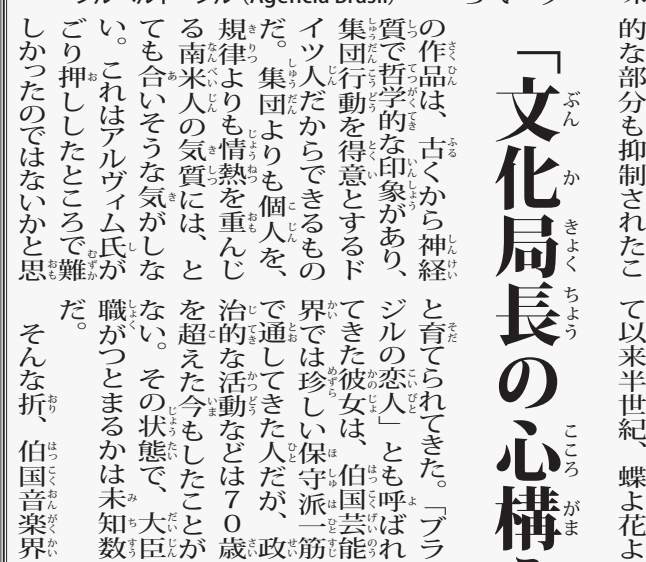 アルベルト・アルー（Agência Brasil）
的な部分も抑制されたこ
て以来半世紀、蝶よ花よ
「文化局長の心構
の作品は、古くから神経
質で哲学的な印象があり、
集団行動を得意とするド
イツ人だからできるもの
だ。集団よりも個人を、
規律よりも情熱を重んじ
る南米人の気質には、と
ても合いそうな気がしな
い。これはアルヴィム氏が
ごり押ししたところで難
しかったのではないかと思
と育てられてきた。「ブラ
ジルの恋人」とも呼ばれ
てきた彼女は、伯国芸能
界では珍しい保守派一筋
で通してきた人だが、政
治的な活動などは７０歳
を超えた今もしたことが
ない。その状態で、大臣
職がつとまるかは未知数
だ。
そんな折、伯国音楽界